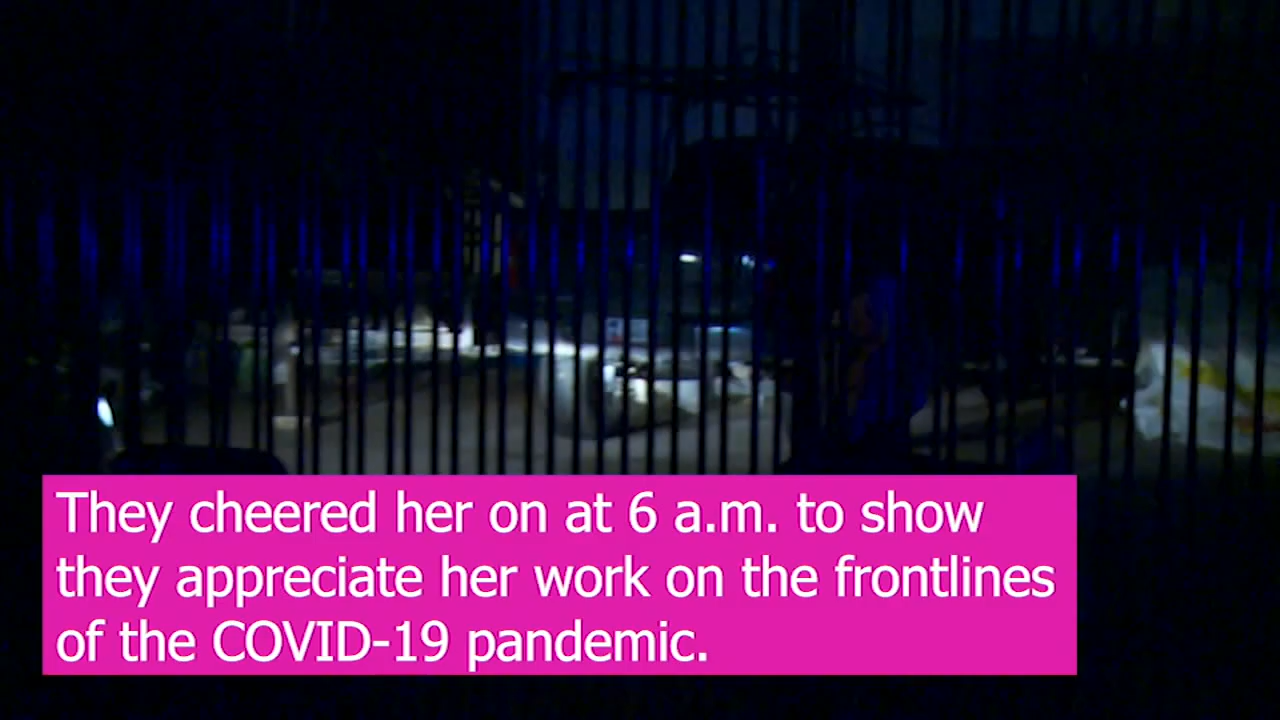 They cheered her on at 6 a.m. to show
they appreciate her work on the frontlines
of the COVID-19 pandemic.